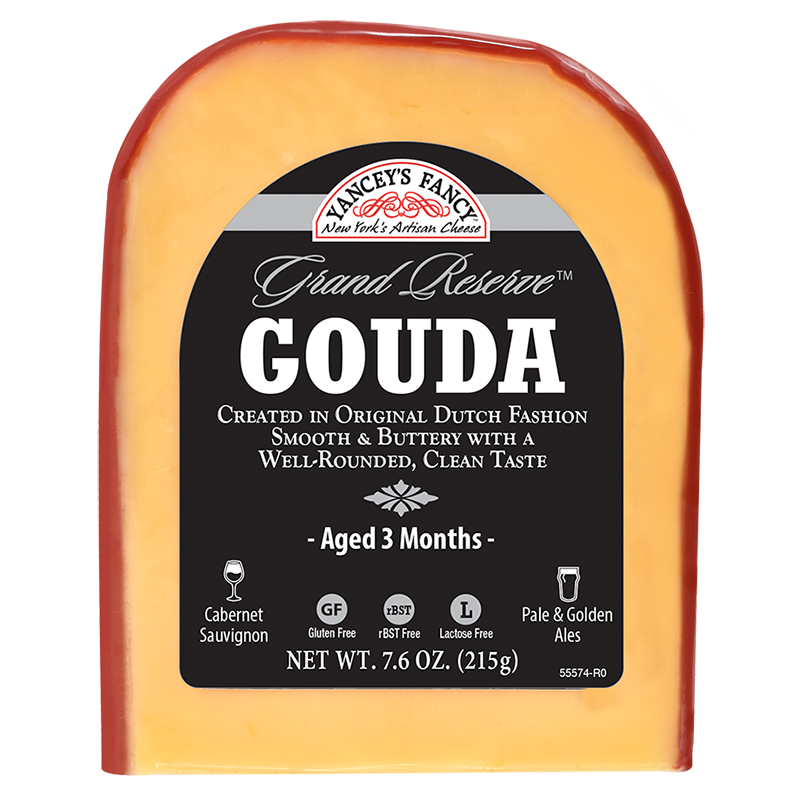 YANCEY'S FANCY™
New York's Artisan Cheese
Grand Reserve™
GOUDA
CREATED IN ORIGINAL DUTCH FASHION
SMOOTH & BUTTERY WITH A
WELL-ROUNDED, CLEAN TASTE
- Aged 3 Months -
Cabernet
Sauvignon
GF
Gluten Free
rBST
rBST Free
L
Lactose Free
Pale & Golden
Ales
NET WT. 7.6 OZ. (215g)
55574-R0